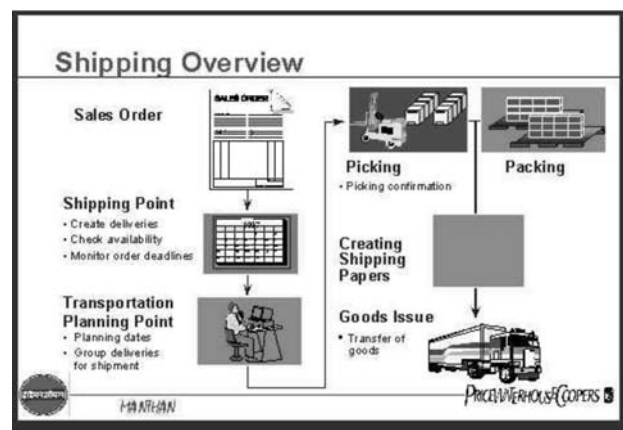 Shipping Overview
Sales Order
SALES ORDER
Shipping Point
• Create deliveries
• Check availability
• Monitor order deadlines
Transportation
Planning Point
• Planning dates
• Group deliveries
for shipment
Picking
• Picking confirmation
Packing
Creating
Shipping
Papers
Goods Issue
• Transfer of
goods
MANTHAN
PRICEWATERHOUSECOOPERS